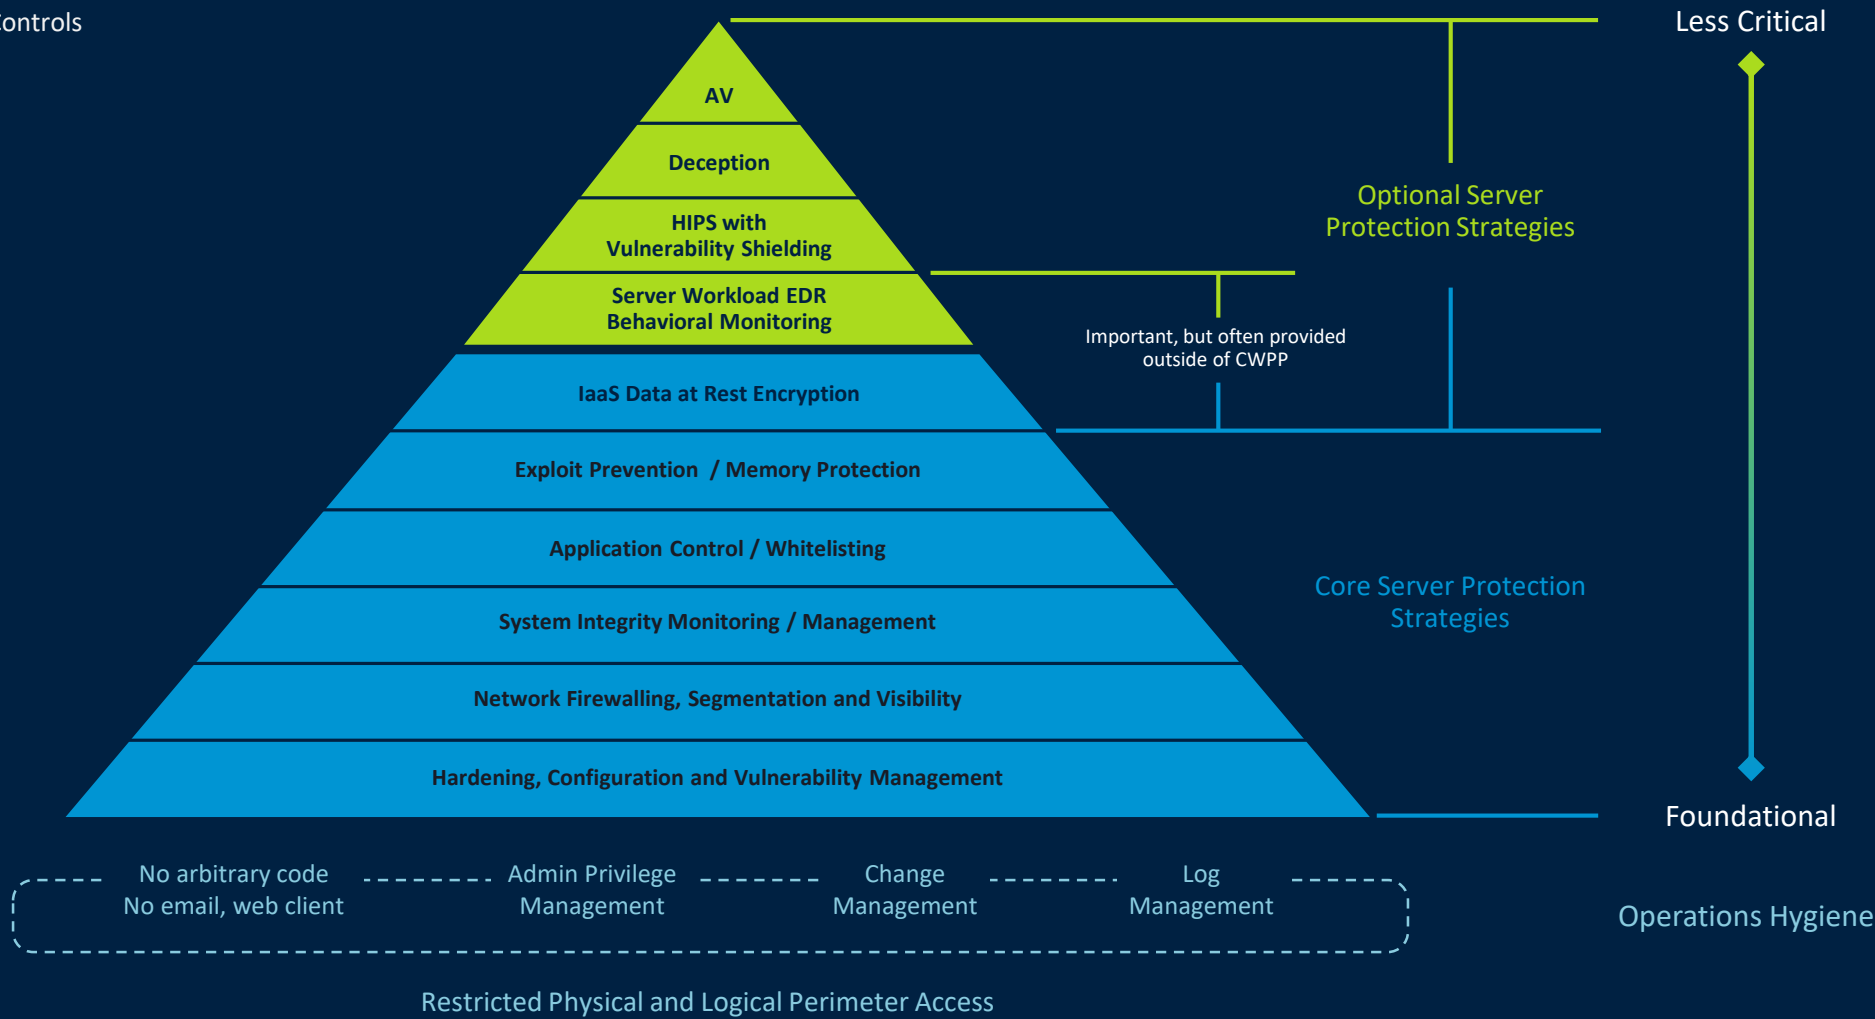 Controls
Less Critical
AV
Deception
HIPS with
Vulnerability Shielding
Server Workload EDR
Behavioral Monitoring
IaaS Data at Rest Encryption
Exploit Prevention / Memory Protection
Application Control / Whitelisting
System Integrity Monitoring / Management
Network Firewalling, Segmentation and Visibility
Hardening, Configuration and Vulnerability Management
Optional Server
Protection Strategies
Important, but often provided
outside of CWPP
Core Server Protection
Strategies
Foundational
No arbitrary code
No email, web client
Admin Privilege
Management
Change
Management
Log
Management
Operations Hygiene
Restricted Physical and Logical Perimeter Access